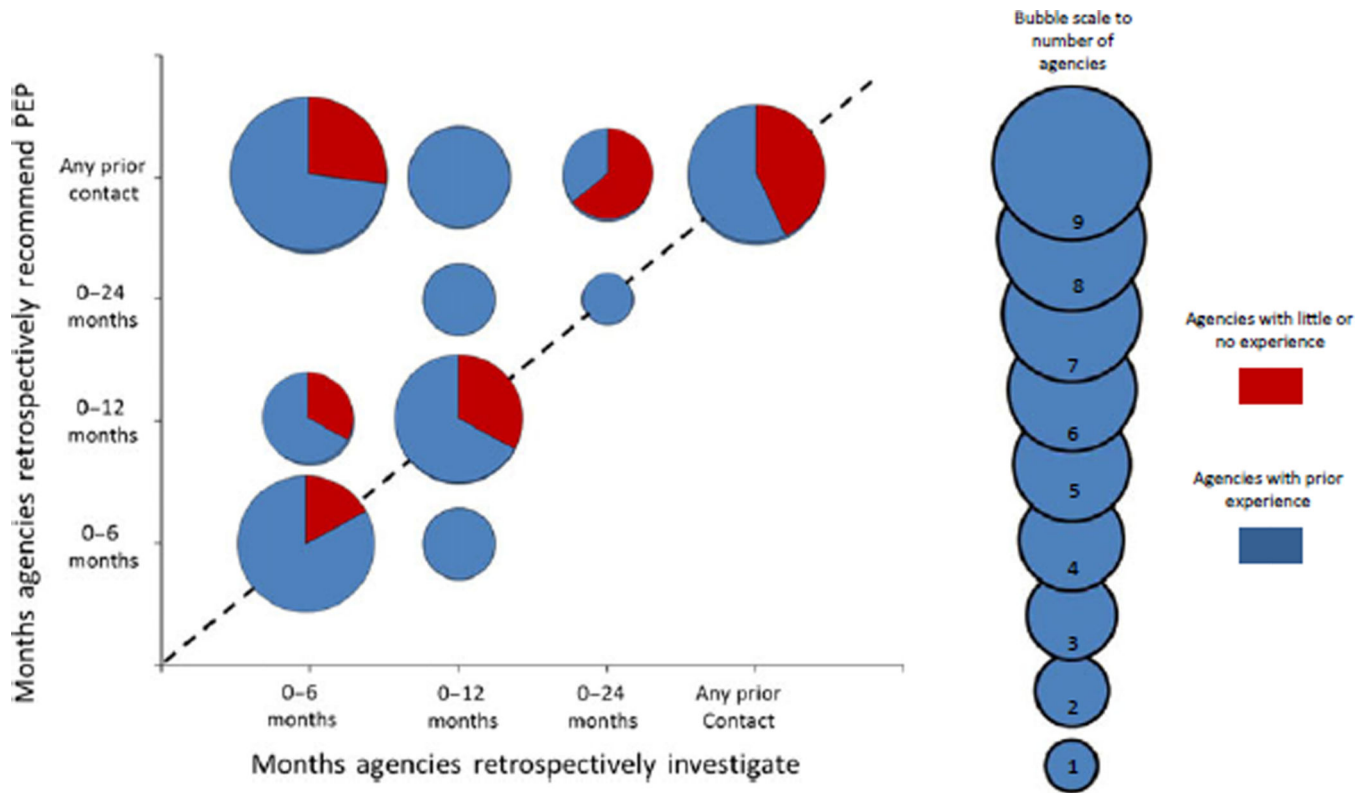 Bubble scale to
number of
agencies
Months agencies retrospectively recommend PEP
Any prior
contact
0–24
months
0–12
months
0–6
months
0–6
months
0–12
months
0–24
months
Any prior
Contact
Months agencies retrospectively investigate
9
8
7
6
5
4
3
2
1
Agencies with little or
no experience
Agencies with prior
experience